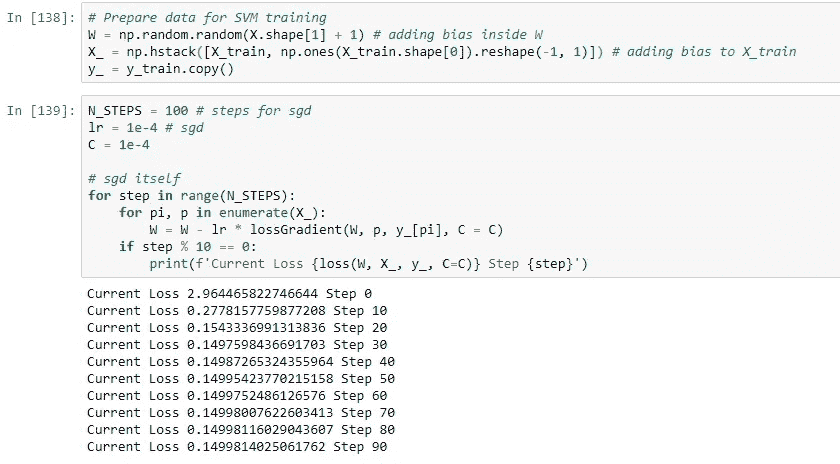 In [138]: # Prepare data for SVM training
W = np.random.random(X.shape[1] + 1) # adding bias inside W
X_ = np.hstack([X_train, np.ones(X_train.shape[0]).reshape(-1, 1)]) # adding bias to X_train
y_ = y_train.copy()
In [139]: N_STEPS = 100 # steps for sgd
lr = 1e-4 # sgd
C = 1e-4
# sgd itself
for step in range(N_STEPS):
    for pi, p in enumerate(X_):
        W = W - lr * lossGradient(W, p, y_[pi], C = C)
    if step % 10 == 0:
        print(f'Current Loss {loss(W, X_, y_, C=C)} Step {step}')
Current Loss 2.964465822746644 Step 0
Current Loss 0.2778157759877208 Step 10
Current Loss 0.1543336991313836 Step 20
Current Loss 0.1497598436691703 Step 30
Current Loss 0.14987265324355964 Step 40
Current Loss 0.14995423770215158 Step 50
Current Loss 0.1499752486126576 Step 60
Current Loss 0.14998007622603413 Step 70
Current Loss 0.14998116029043607 Step 80
Current Loss 0.1499814025061762 Step 90